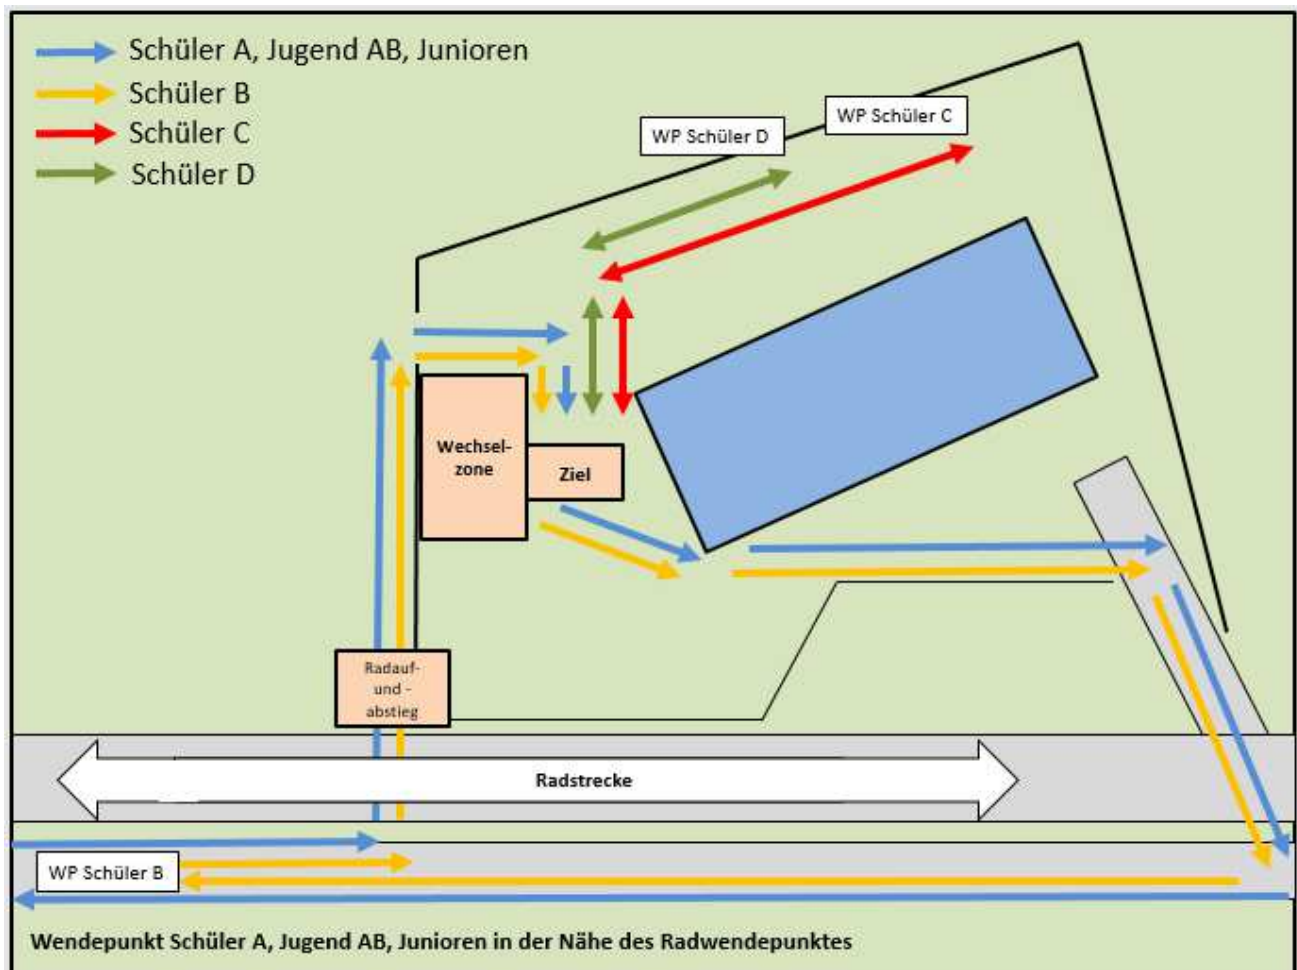 Schüler A, Jugend AB, Junioren
Schüler B
Schüler C
Schüler D
WP Schüler D
WP Schüler C
Wechsel-
zone
Ziel
Radauf-
und -
abstieg
Radstrecke
WP Schüler B
Wendepunkt Schüler A, Jugend AB, Junioren in der Nähe des Radwendepunktes